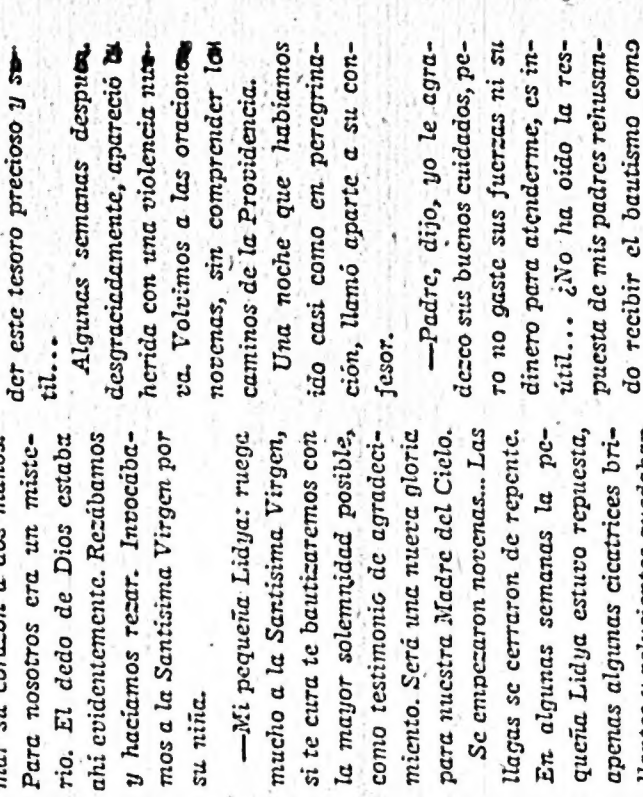 su corazón a dos manos.
Para nosotros era un miste-
rio. El dedo de Dios estaba
ahí evidentemente. Rezábamos
y hacíamos rezar. Invocába-
mos a la Santísima Virgen por
su niña.
—Mi pequeña Lidya: ruega
mucho a la Santísima Virgen,
si te cura te bautizaremos con
la mayor solemnidad posible,
como testimonio de agradeci-
miento. Será una nueva gloria
para nuestra Madre del Cielo.
Se empezaron novenas... Las
llagas se cerraron de repente.
En algunas semanas la pe-
queña Lidya estuvo repuesta,
apenas algunas cicatrices bri-
der este tesoro precioso y
til...
Algunas semanas después,
desgraciadamente, apareció la
herida con una violencia nue-
va. Volvimos a las oraciones
novenas, sin comprender los
caminos de la Providencia.
Una noche que habíamos
ido casi como en peregrina-
ción, llamó aparte a su con-
fesor.
—Padre, dijo, yo le agra-
dezco sus buenos cuidados, pe-
ro no gaste sus fuerzas ni su
dinero para atenderme, es in-
útil... ¿No ha oído la res-
puesta de mis padres rehusan-
do recibir el bautismo como